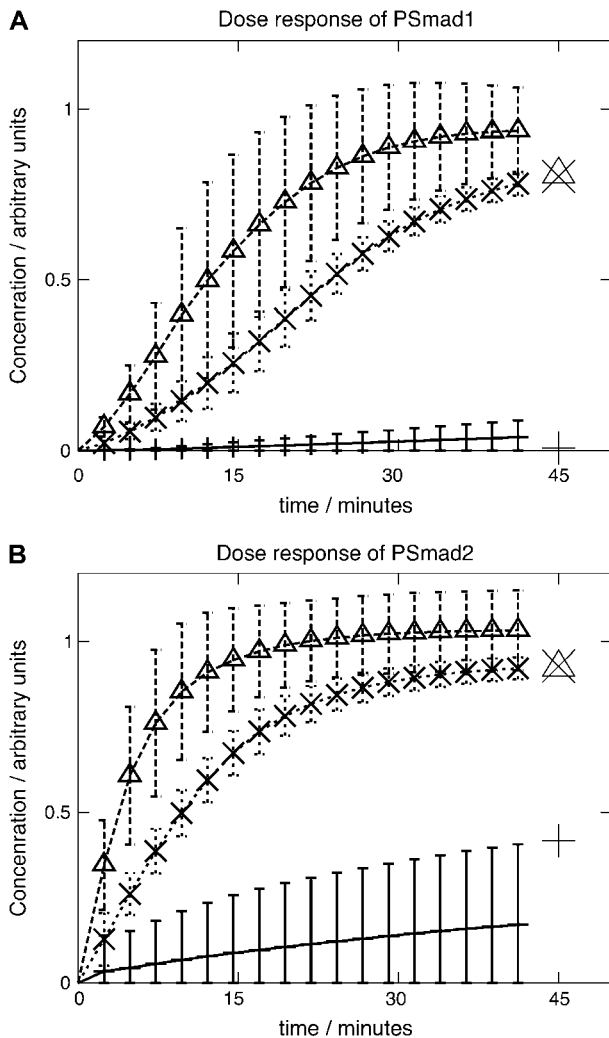 A
Dose response of PSmad1
Concenration / arbitrary units
1
0.5
0
0
15
30
45
time / minutes
B
Dose response of PSmad2
Concenration / arbitrary units
1
0.5
0
0
15
30
45
time / minutes